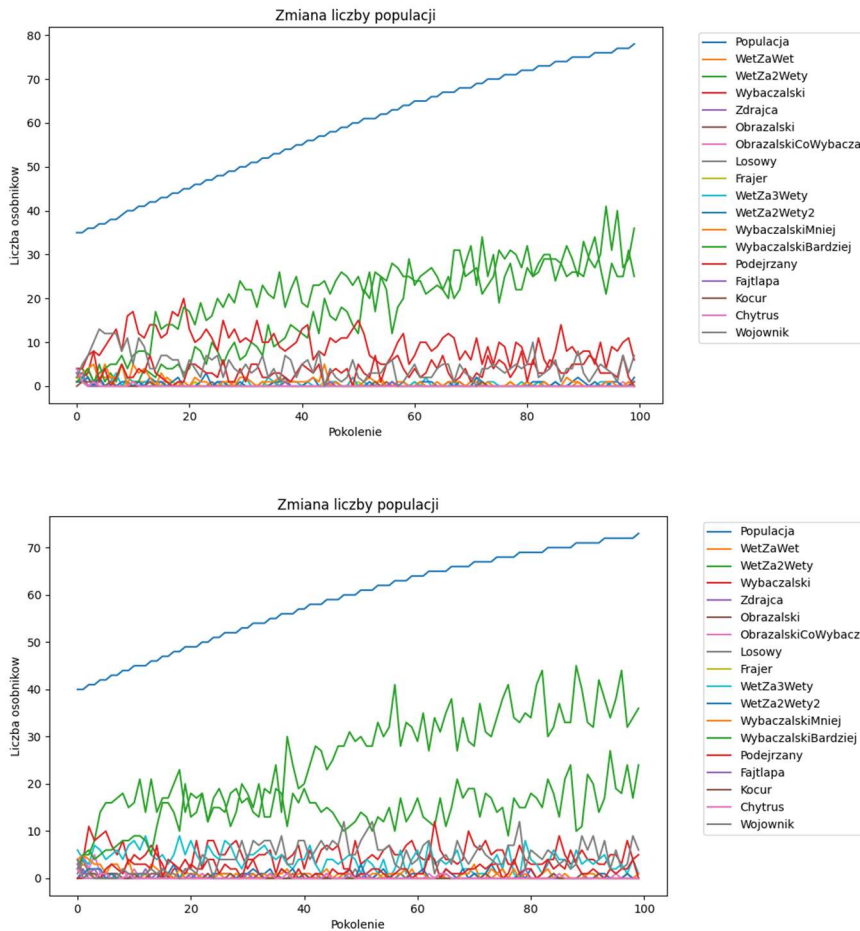 Zmiana liczby populacji
80
70
60
50
40
30
20
10
0
Liczba osobnikow
0
20
40
60
80
100
Pokolenie
Populacja
WetZaWet
WetZa2Wety
Wybaczalski
Zdrajca
Obrazalski
ObrazalskiCoWybacza
Losowy
Frajer
WetZa3Wety
WetZa2Wety2
WybaczalskiMniej
WybaczalskiBardziej
Podejrzany
Fajtlapa
Kocur
Chytrus
Wojownik
Zmiana liczby populacji
70
60
50
40
30
20
10
0
Liczba osobnikow
0
20
40
60
80
100
Pokolenie
Populacja
WetZaWet
WetZa2Wety
Wybaczalski
Zdrajca
Obrazalski
ObrazalskiCoWybacz
Losowy
Frajer
WetZa3Wety
WetZa2Wety2
WybaczalskiMniej
WybaczalskiBardziej
Podejrzany
Fajtlapa
Kocur
Chytrus
Wojownik